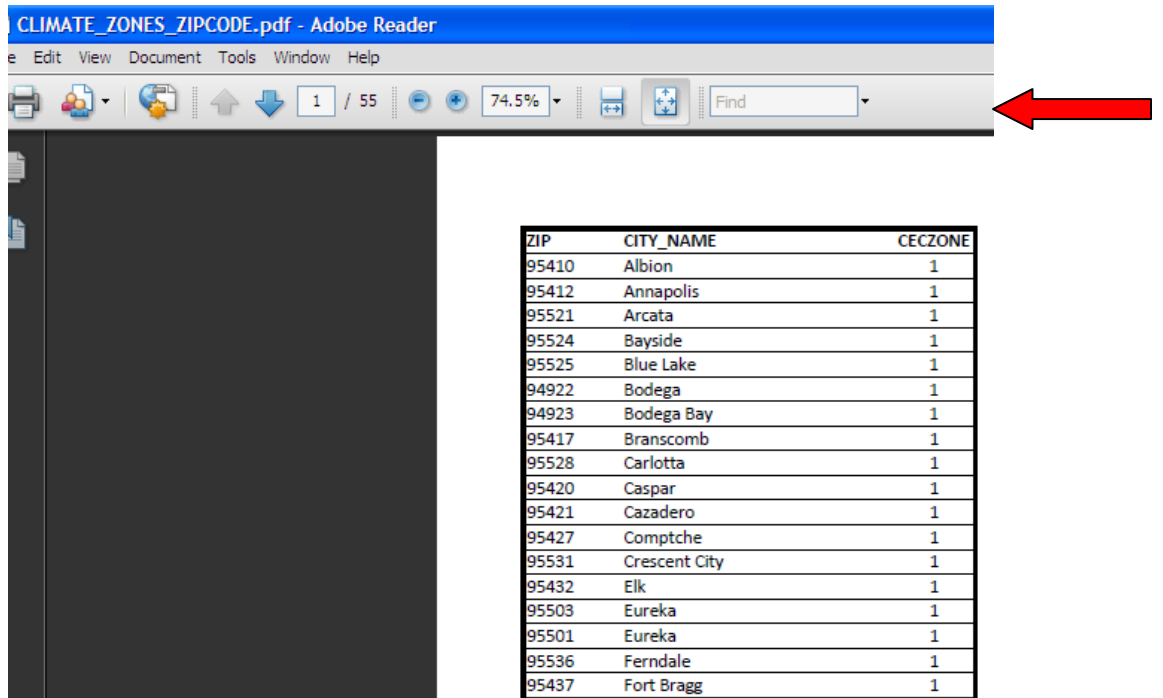 CLIMATE_ZONES_ZIPCODE.pdf - Adobe Reader
e Edit View Document Tools Window Help
1 / 55 74.5% Find
ZIP CITY_NAME CECZONE
95410 Albion 1
95412 Annapolis 1
95521 Arcata 1
95524 Bayside 1
95525 Blue Lake 1
94922 Bodega 1
94923 Bodega Bay 1
95417 Branscomb 1
95528 Carlotta 1
95420 Caspar 1
95421 Cazadero 1
95427 Comptche 1
95531 Crescent City 1
95432 Elk 1
95503 Eureka 1
95501 Eureka 1
95536 Ferndale 1
95437 Fort Bragg 1